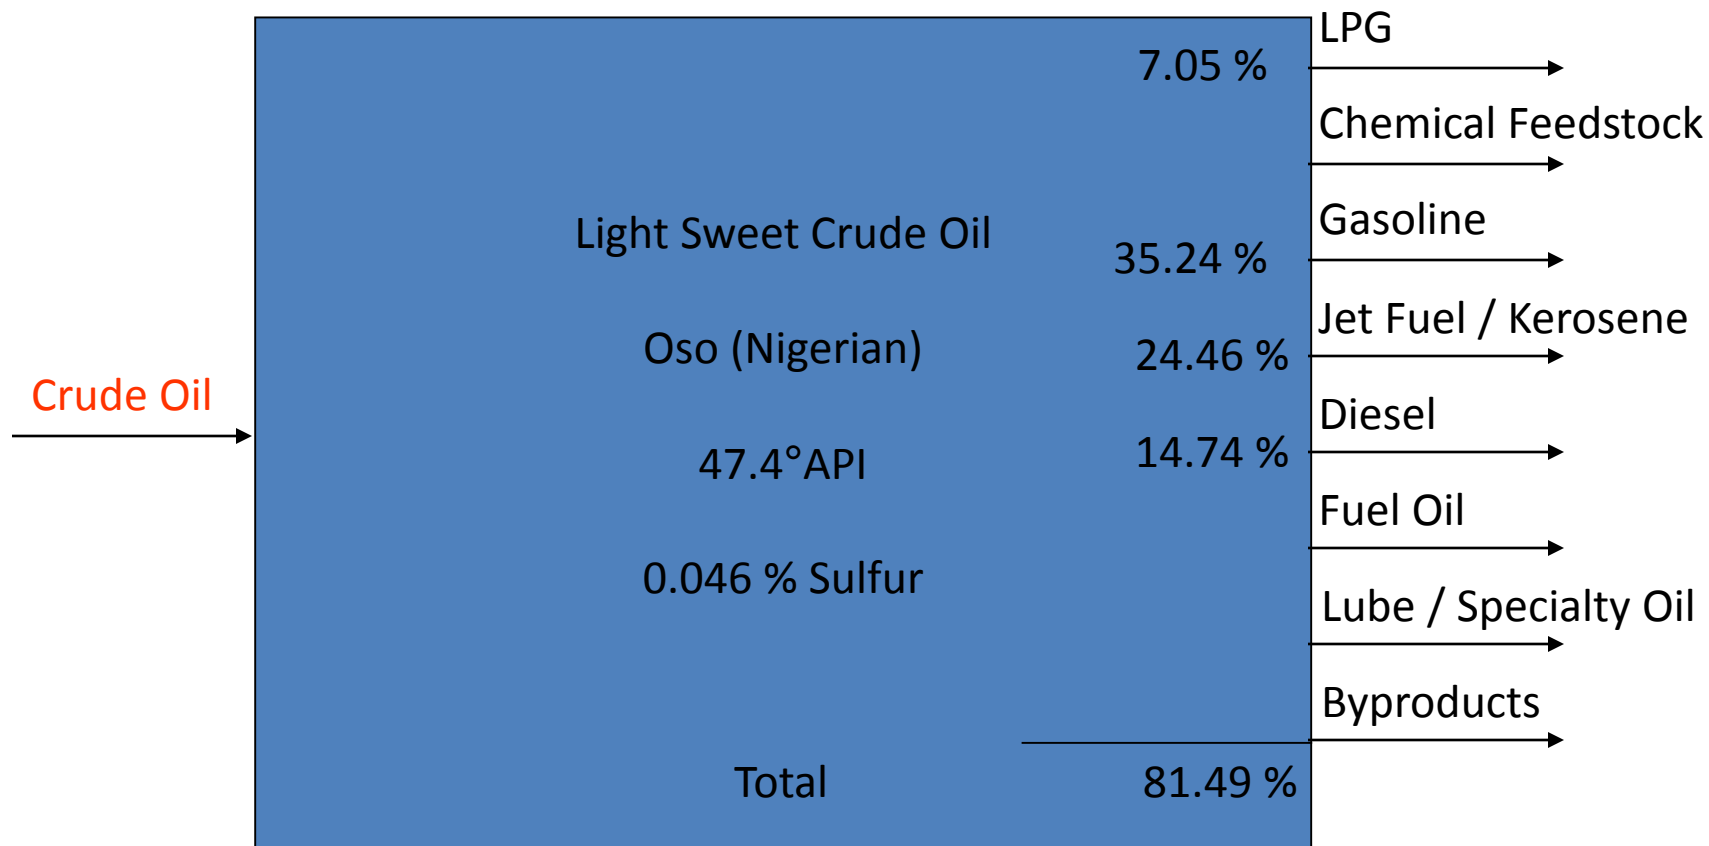 LPG
7.05 %
Chemical Feedstock
Gasoline
Light Sweet Crude Oil
35.24 %
Jet Fuel / Kerosene
Oso (Nigerian)
24.46 %
Crude Oil
Diesel
47.4°API
14.74 %
Fuel Oil
0.046 % Sulfur
Lube / Specialty Oil
Byproducts
Total
81.49 %